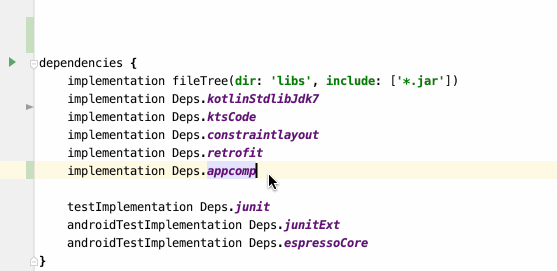 dependencies {
implementation fileTree(dir: 'libs', include: ['*.jar'])
implementation Deps.kotlinStdlibJdk7
implementation Deps.ktsCode
implementation Deps.constraintlayout
implementation Deps.retrofit
implementation Deps.appcomp
testImplementation Deps.junit
androidTestImplementation Deps.junitExt
androidTestImplementation Deps.espressoCore
}